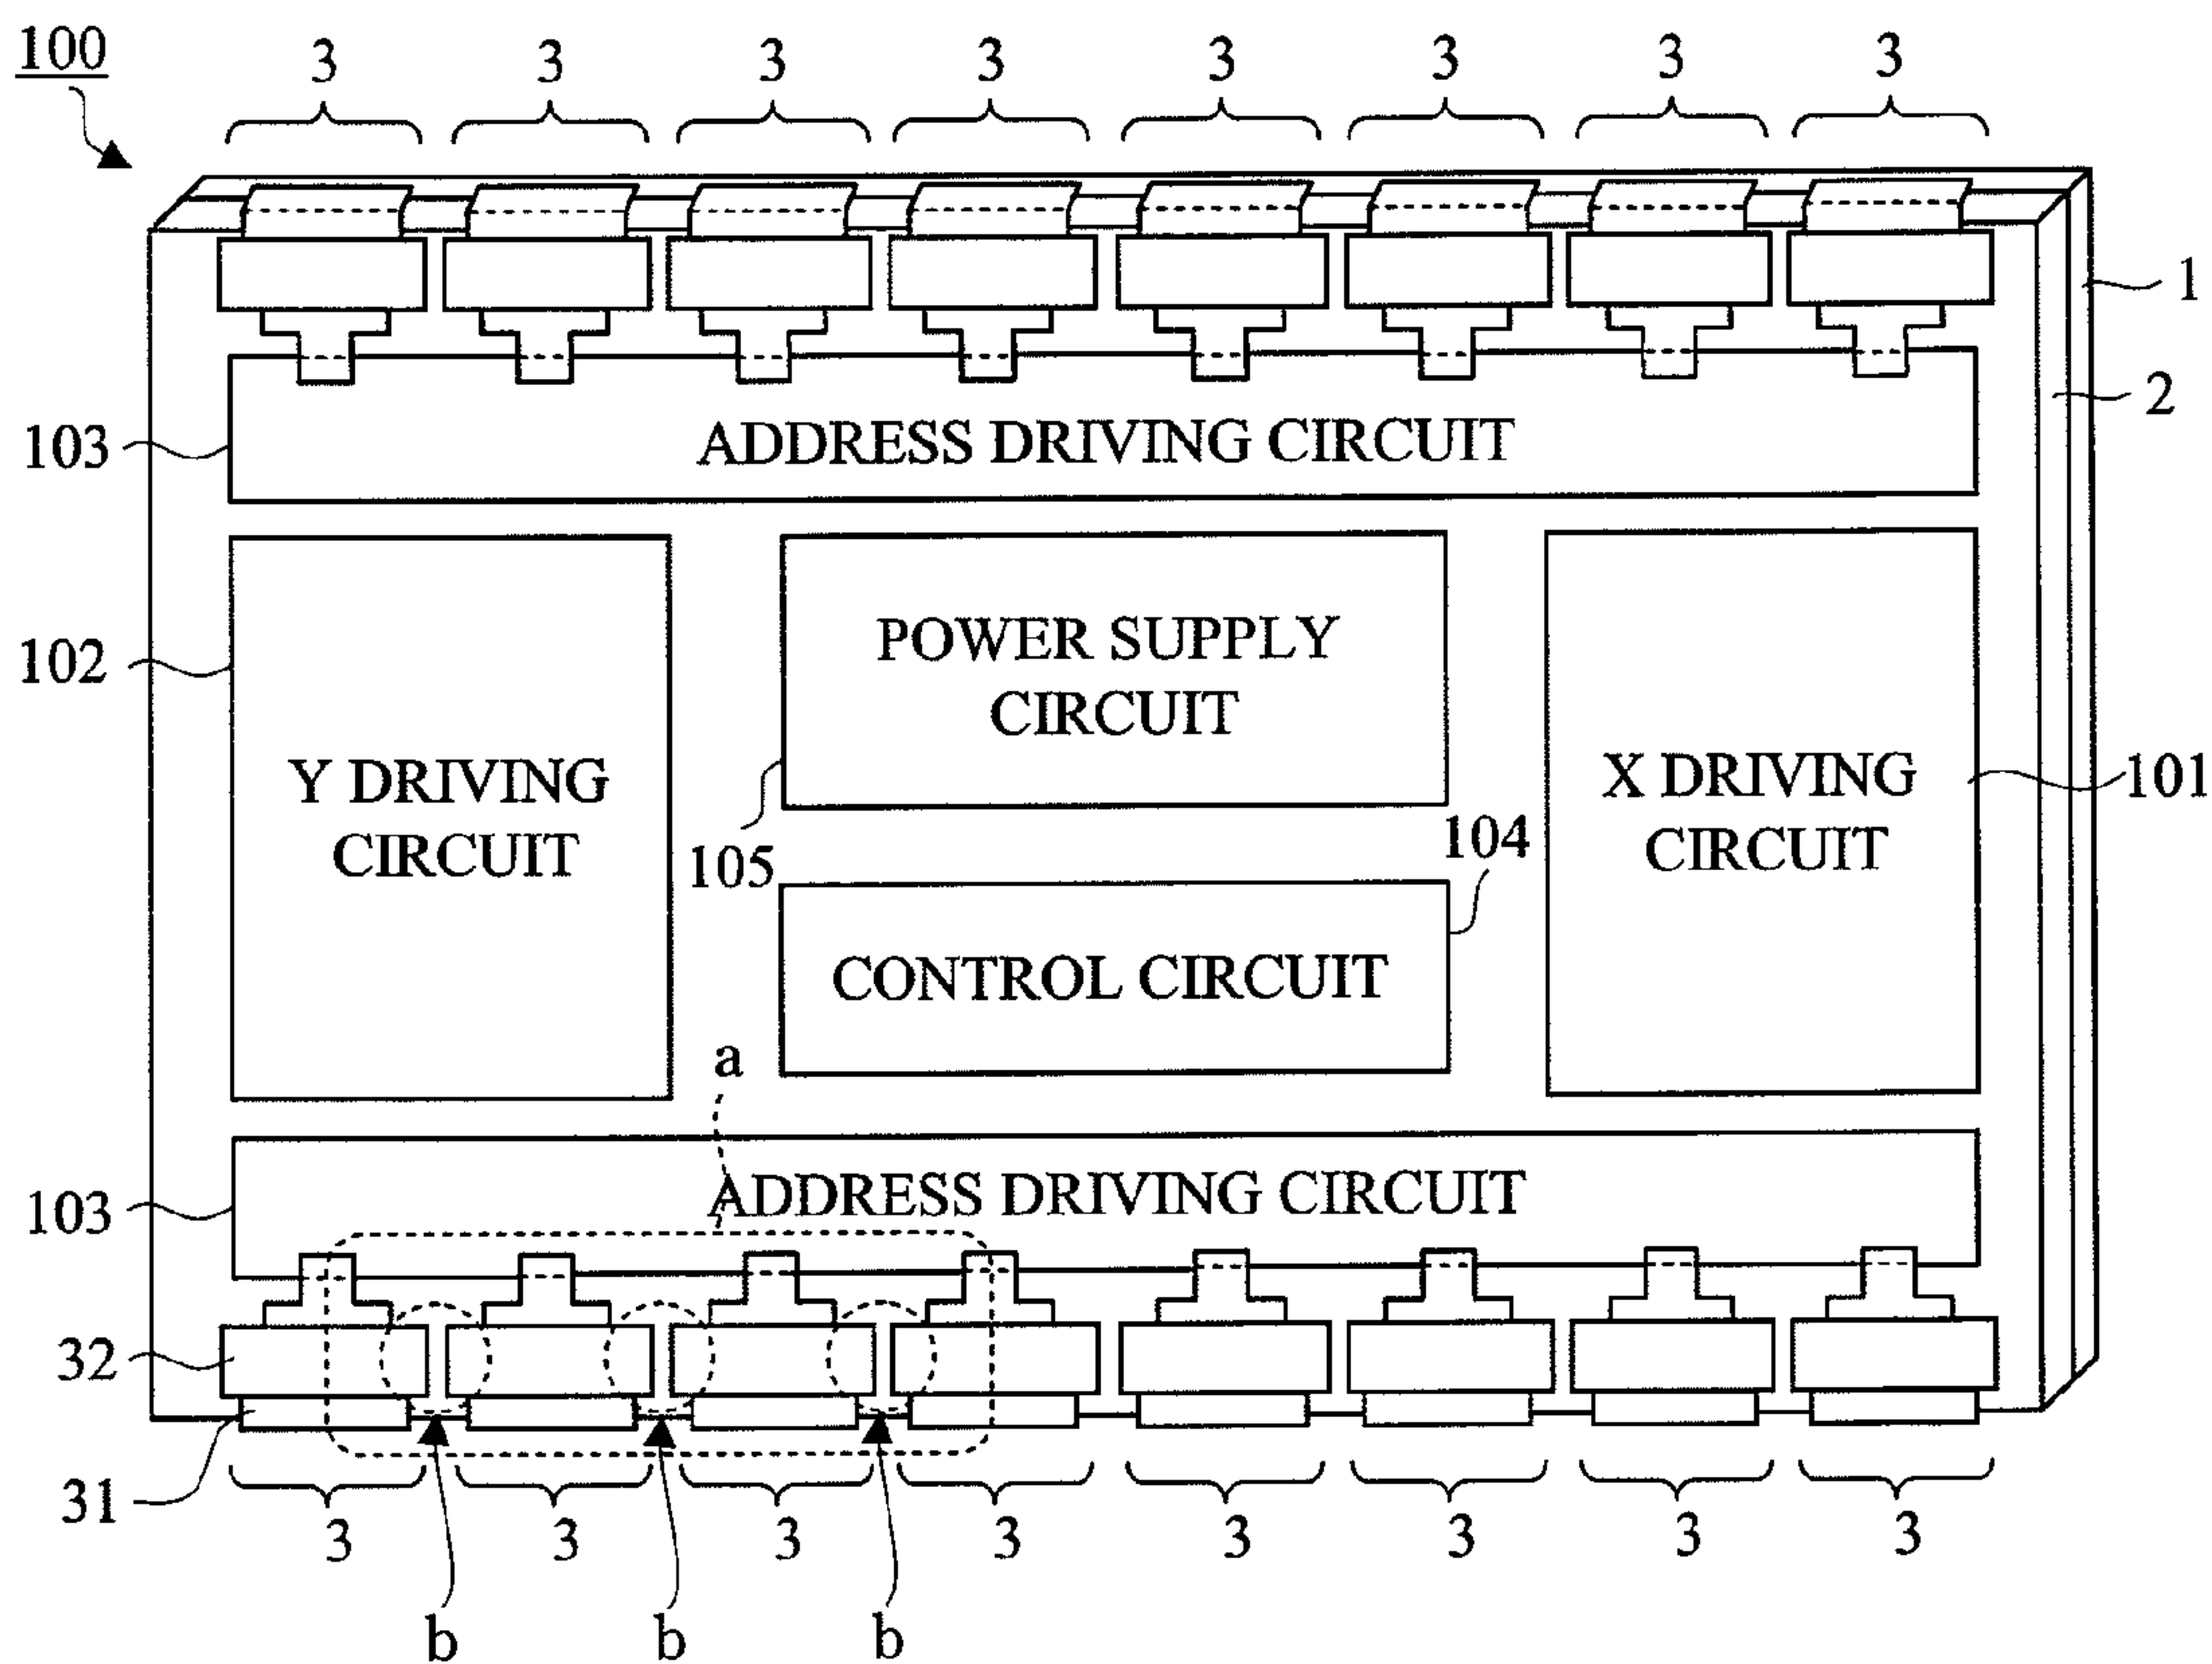 100
3 3 3 3 3 3 3 3
1
2
103
ADDRESS DRIVING CIRCUIT
102
Y DRIVING
CIRCUIT
POWER SUPPLY
CIRCUIT
105
X DRIVING
CIRCUIT
101
104
CONTROL CIRCUIT
a
103
ADDRESS DRIVING CIRCUIT
32
31
3 3 3 3 3 3 3 3
b b b